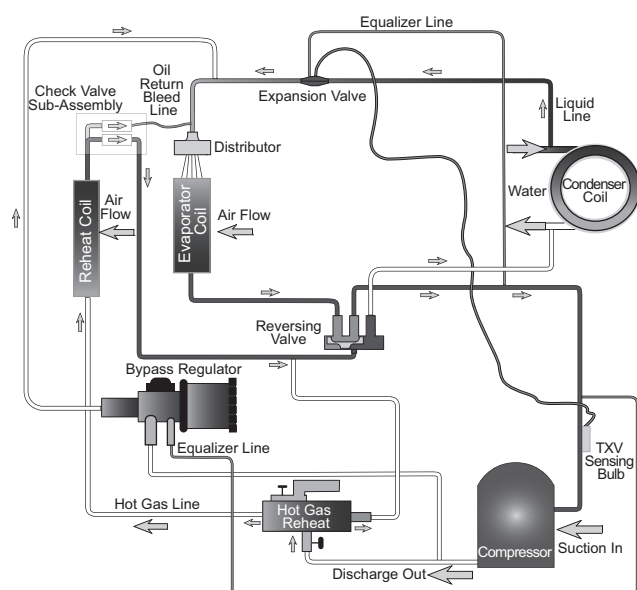 Equalizer Line
Oil
Return
Bleed
Line
Check Valve
Sub-Assembly
Expansion Valve
Liquid
Line
Distributor
Water
Condenser
Coil
Reheat Coil
Air
Flow
Evaporator
Coil
Air Flow
Reversing
Valve
Bypass Regulator
Equalizer Line
TXV
Sensing
Bulb
Hot Gas Line
Hot Gas
Reheat
Compressor
Suction In
Discharge Out